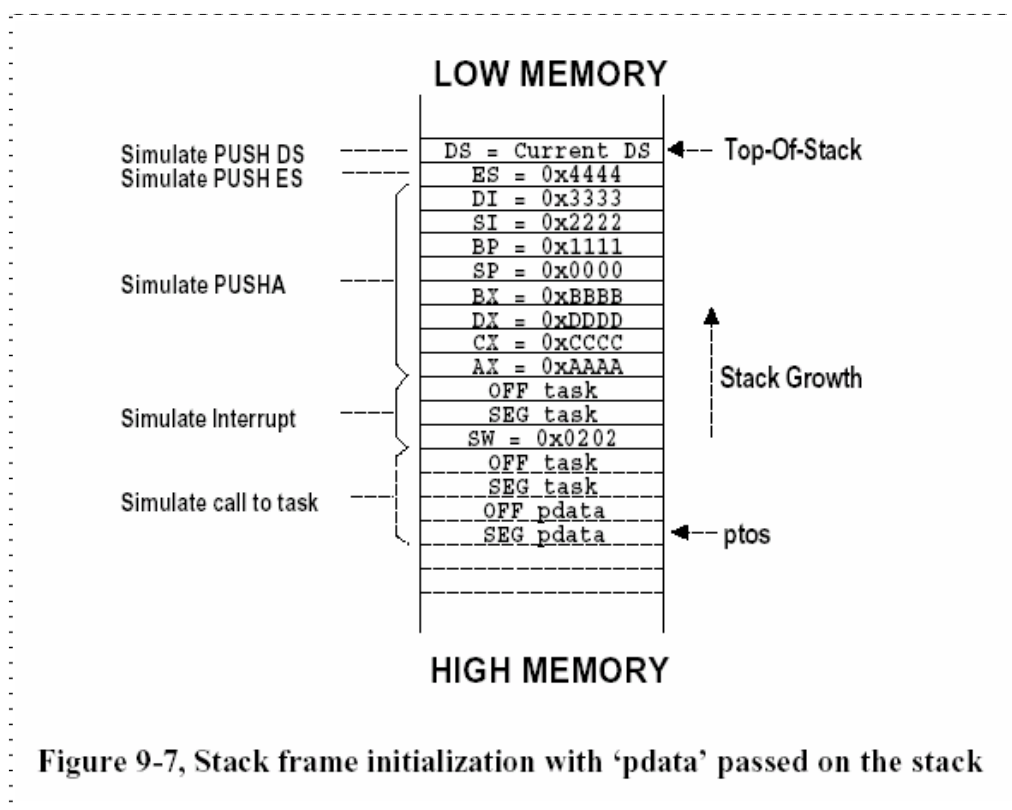 LOW MEMORY
Simulate PUSH DS
DS = Current DS
Top-Of-Stack
Simulate PUSH ES
ES = 0x4444
DI = 0x3333
SI = 0x2222
BP = 0x1111
SP = 0x0000
Simulate PUSHA
BX = 0xBBBB
DX = 0xDDDD
CX = 0xCCCC
AX = 0xAAAA
Stack Growth
OFF task
SEG task
Simulate Interrupt
SW = 0x0202
OFF task
SEG task
Simulate call to task
OFF pdata
SEG pdata
ptos
HIGH MEMORY
Figure 9-7, Stack frame initialization with ‘pdata’ passed on the stack